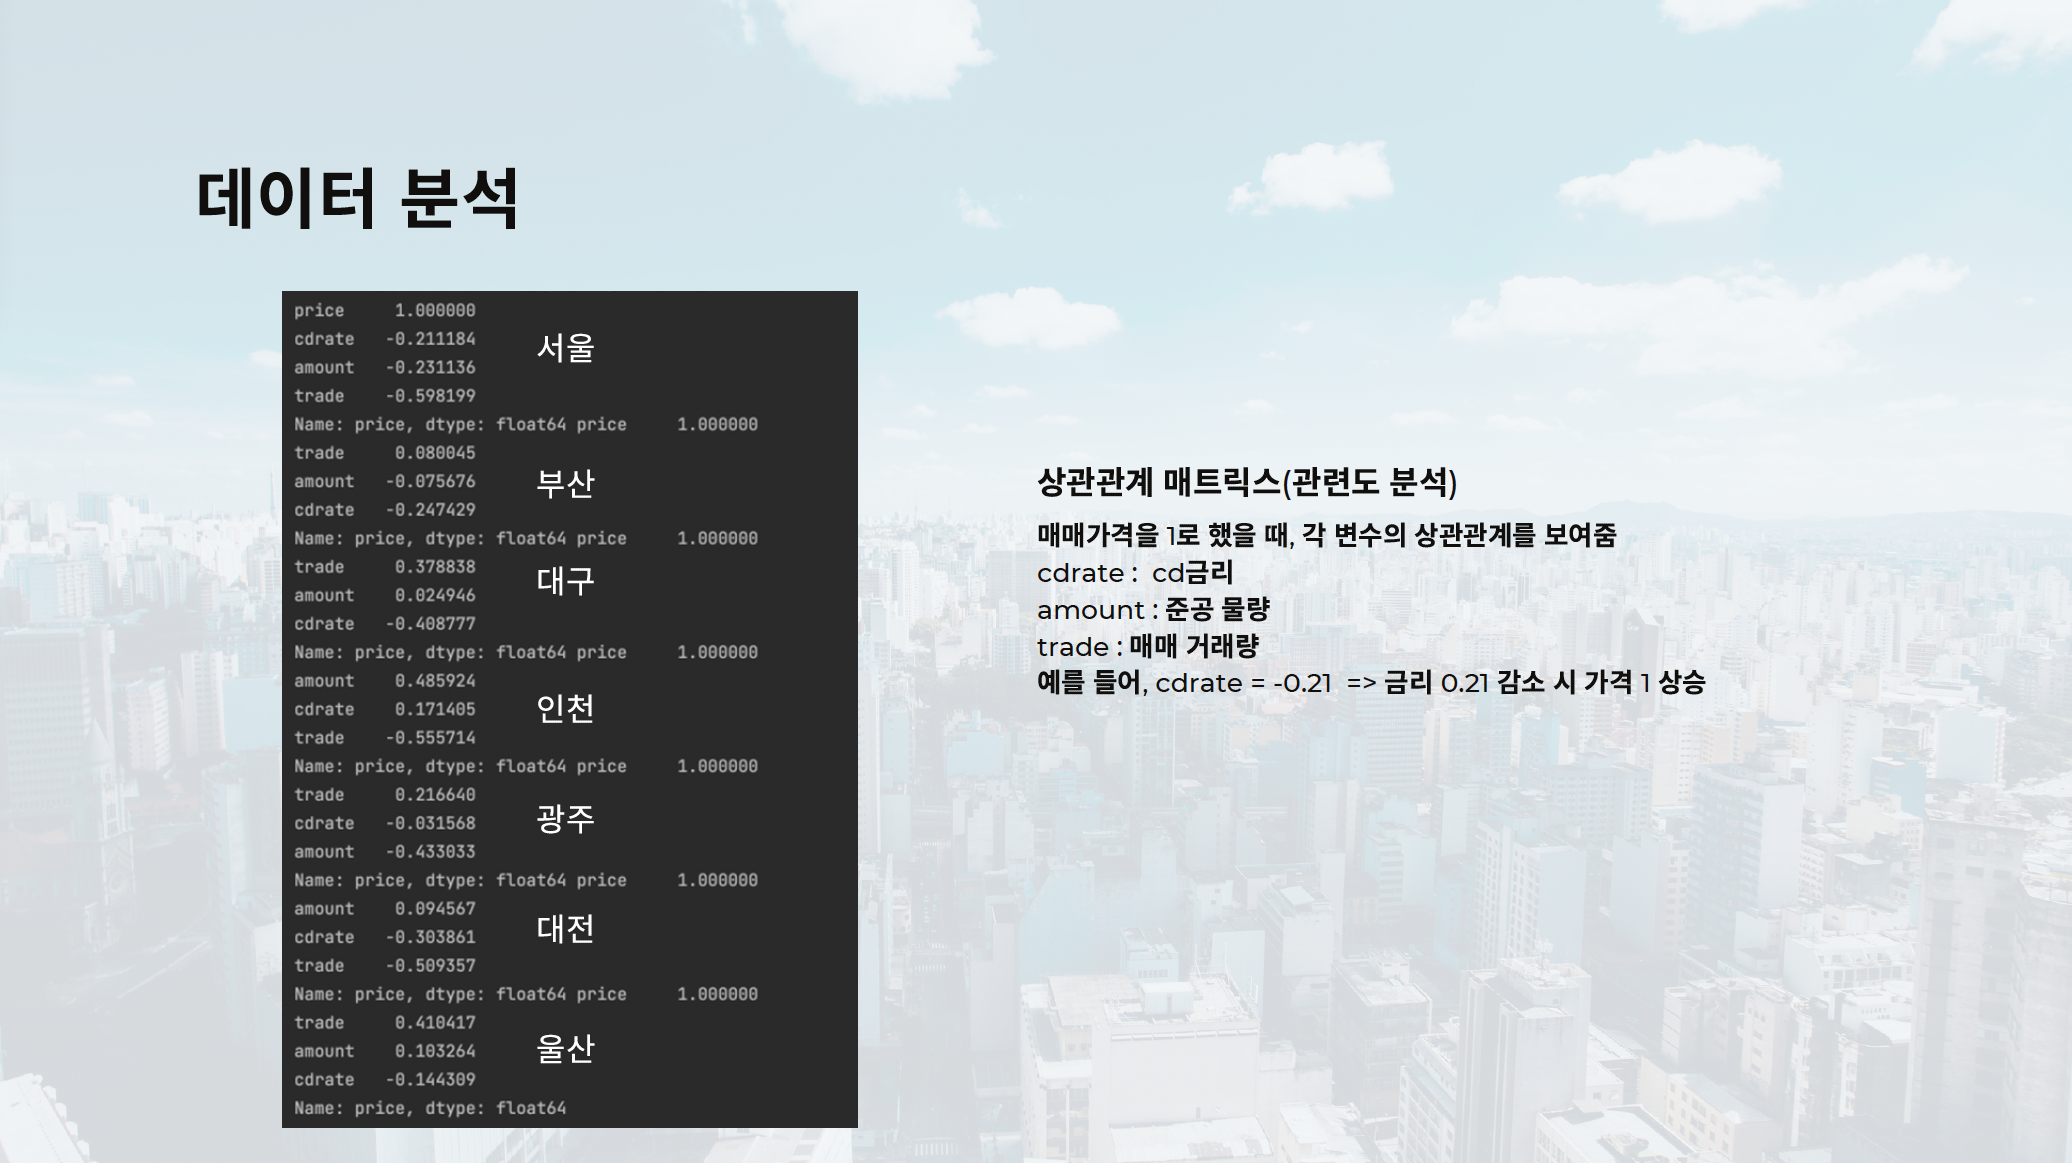 데이터 분석
price 1.000000
cdrate -0.211184
서울
amount -0.231136
trade -0.598199
Name: price, dtype: float64 price 1.000000
trade 0.080045
amount -0.075676
부산
cdrate -0.247429
Name: price, dtype: float64 price 1.000000
trade 0.378838
대구
amount 0.024946
cdrate -0.408777
Name: price, dtype: float64 price 1.000000
amount 0.485924
cdrate 0.171405
인천
trade -0.555714
Name: price, dtype: float64 price 1.000000
trade 0.216640
cdrate -0.031568
광주
amount -0.433033
Name: price, dtype: float64 price 1.000000
amount 0.094567
cdrate -0.303861
대전
trade -0.509357
Name: price, dtype: float64 price 1.000000
trade 0.410417
amount 0.103264
울산
cdrate -0.144309
Name: price, dtype: float64
상관관계 매트릭스(관련도 분석)
매매가격을 1로 했을 때, 각 변수의 상관관계를 보여줌
cdrate : cd금리
amount : 준공 물량
trade : 매매 거래량
예를 들어, cdrate = -0.21 => 금리 0.21 감소 시 가격 1 상승